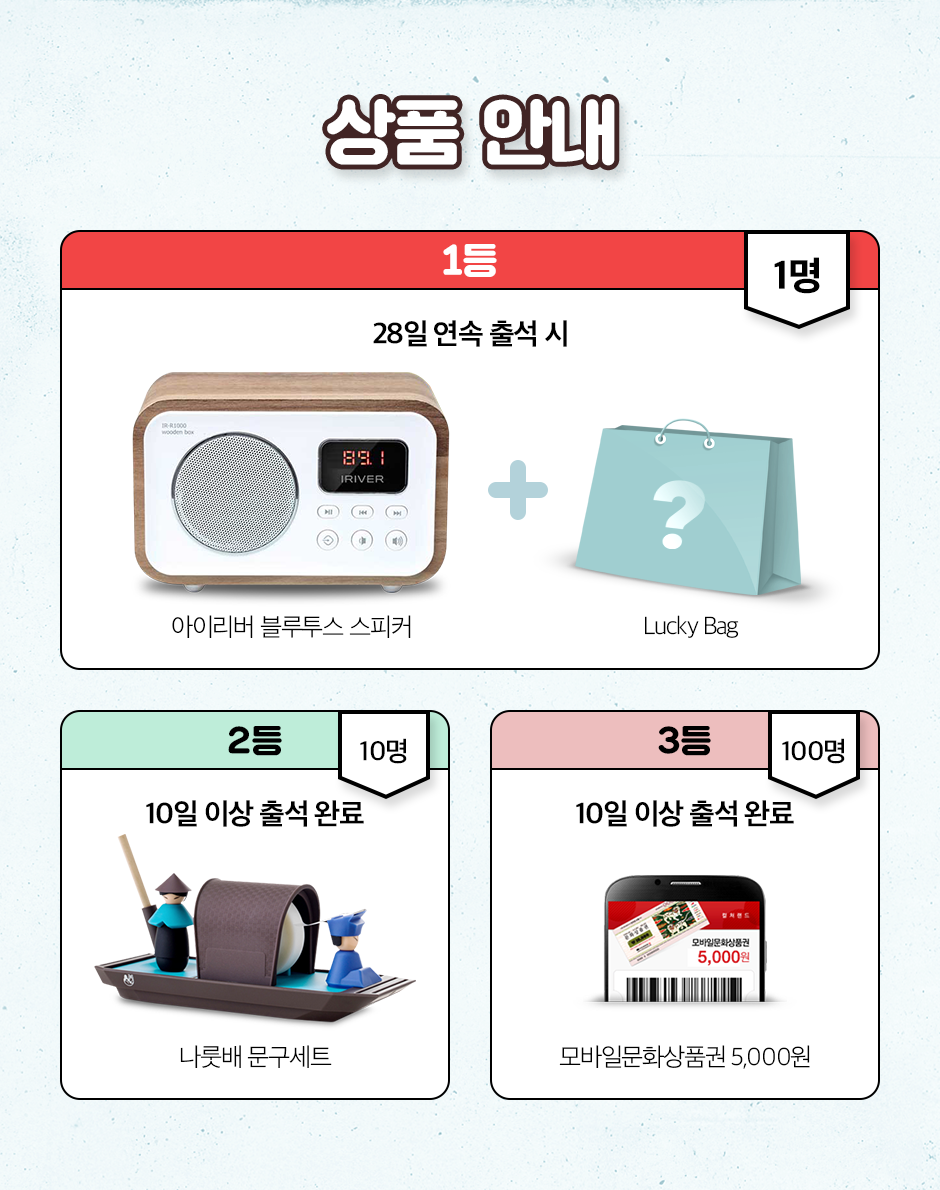 상품 안내
1등
1명
28일 연속 출석 시
IR-R1000
wooden box
89.1
IRIVER
?
아이리버 블루투스 스피커
Lucky Bag
2등
10명
10일 이상 출석 완료
나룻배 문구세트
3등
100명
10일 이상 출석 완료
컬쳐랜드
모바일문화상품권
5,000원
모바일문화상품권 5,000원